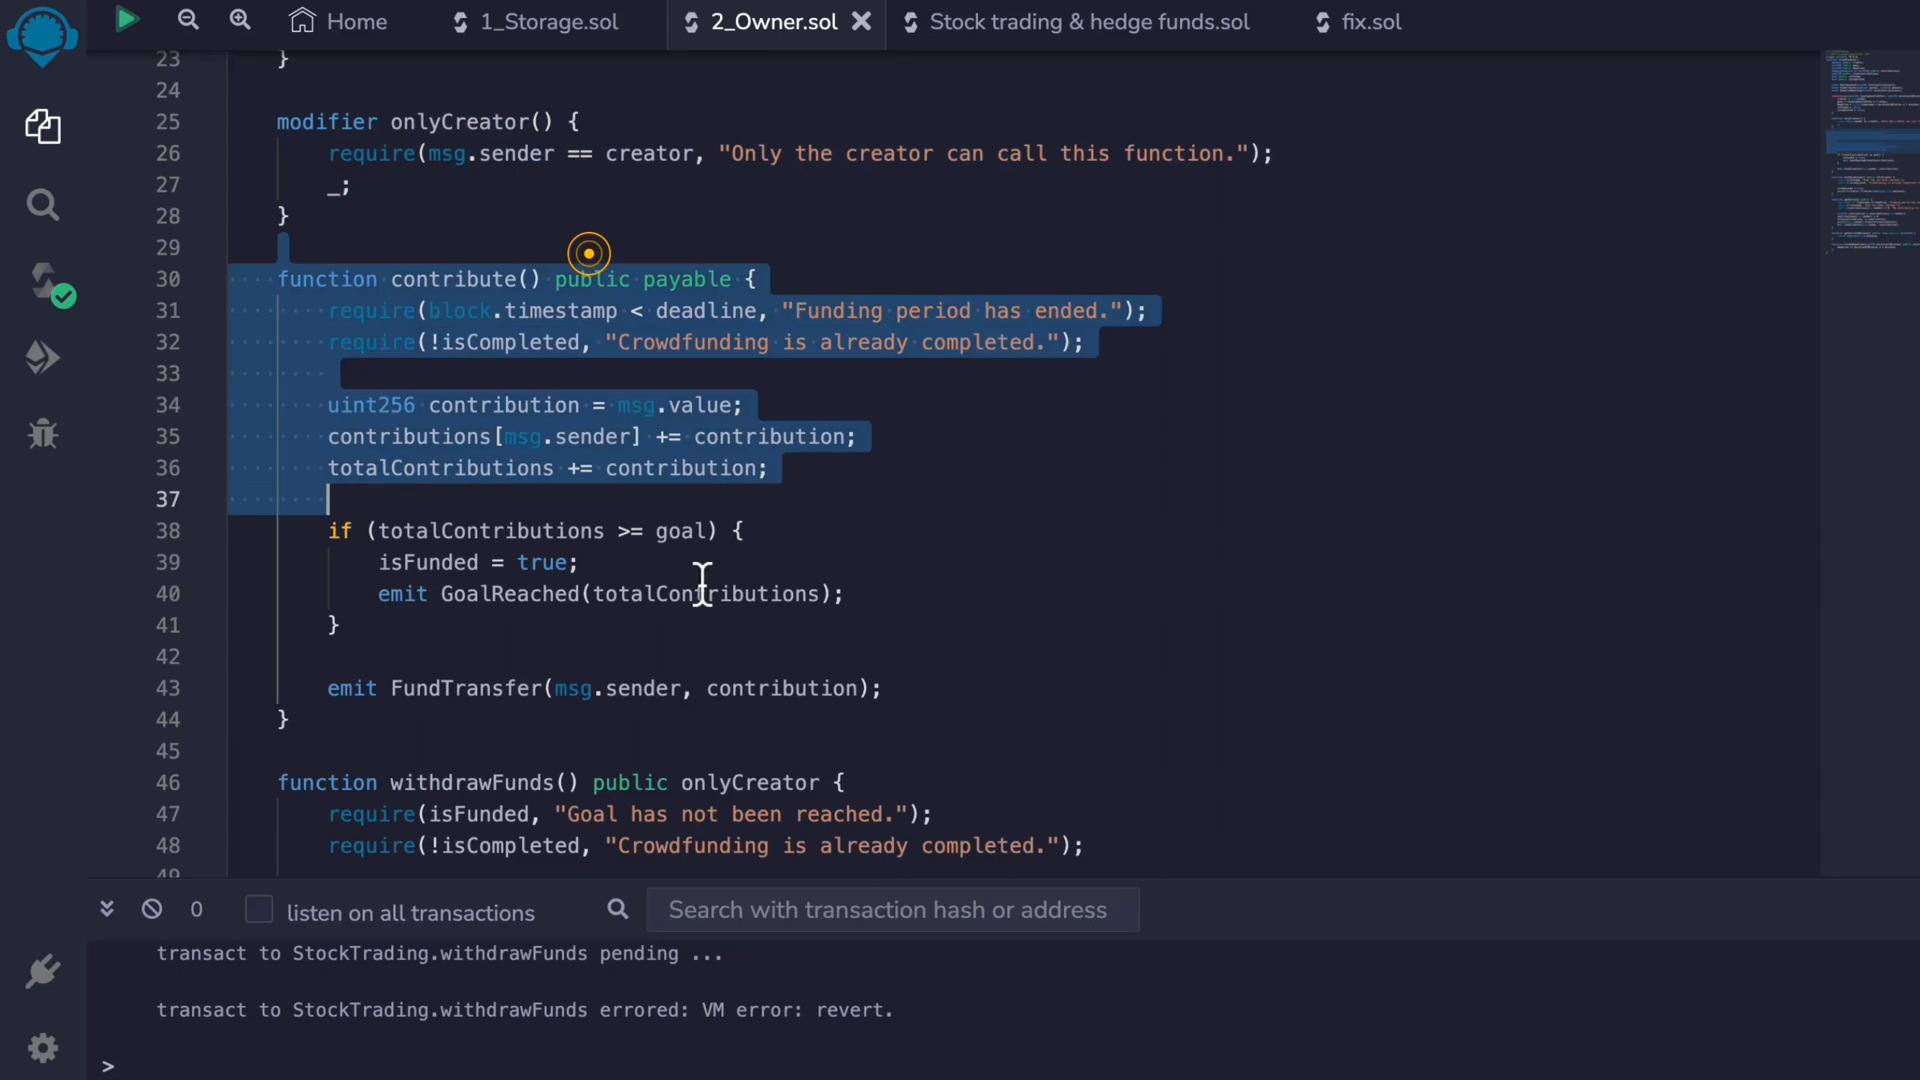 Home
1_Storage.sol
2_Owner.sol
Stock trading & hedge funds.sol
fix.sol
23 }
24
25 modifier onlyCreator() {
26 require(msg.sender == creator, "Only the creator can call this function.");
27 _;
28 }
29
30 function contribute() public payable {
31 require(block.timestamp < deadline, "Funding period has ended.");
32 require(!isCompleted, "Crowdfunding is already completed.");
33
34 uint256 contribution = msg.value;
35 contributions[msg.sender] += contribution;
36 totalContributions += contribution;
37
38 if (totalContributions >= goal) {
39 isFunded = true;
40 emit GoalReached(totalContributions);
41 }
42
43 emit FundTransfer(msg.sender, contribution);
44 }
45
46 function withdrawFunds() public onlyCreator {
47 require(isFunded, "Goal has not been reached.");
48 require(!isCompleted, "Crowdfunding is already completed.");
49
0 listen on all transactions Search with transaction hash or address
transact to StockTrading.withdrawFunds pending ...
transact to StockTrading.withdrawFunds errored: VM error: revert.
>